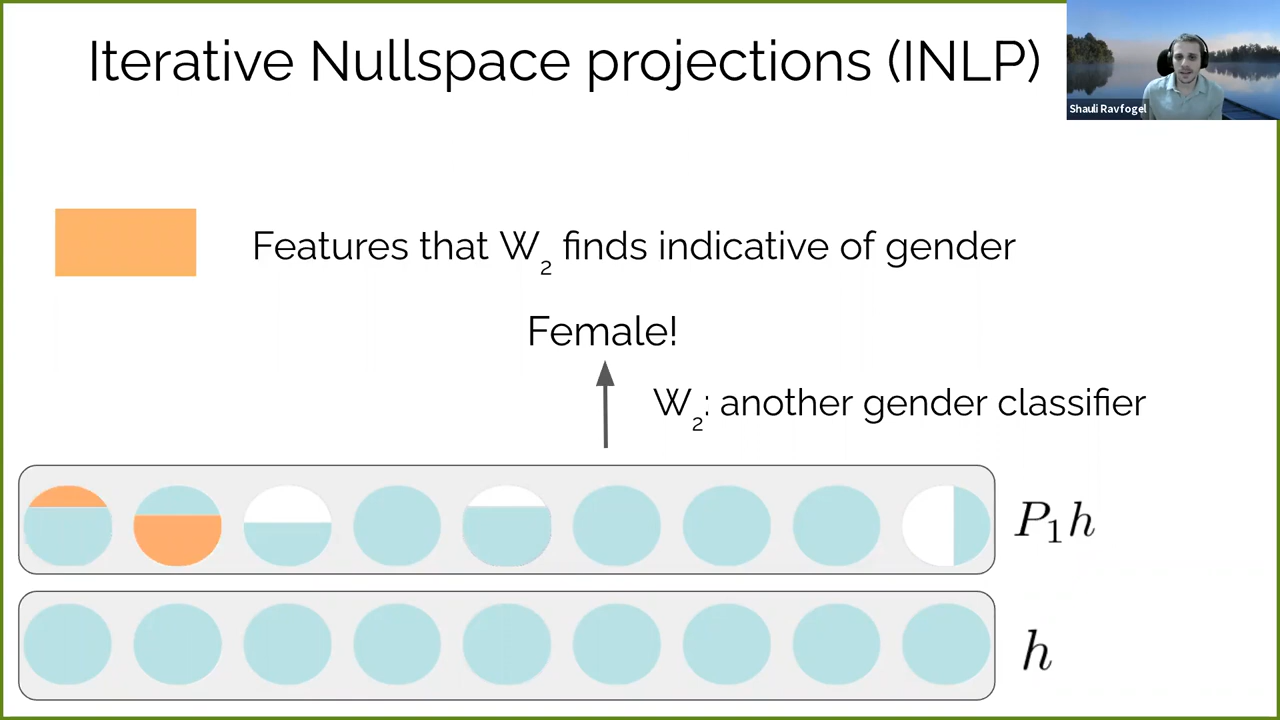 Iterative Nullspace projections (INLP)
Shauli Ravfogel
Features that W₂ finds indicative of gender
Female!
W₂: another gender classifier
P₁h
h